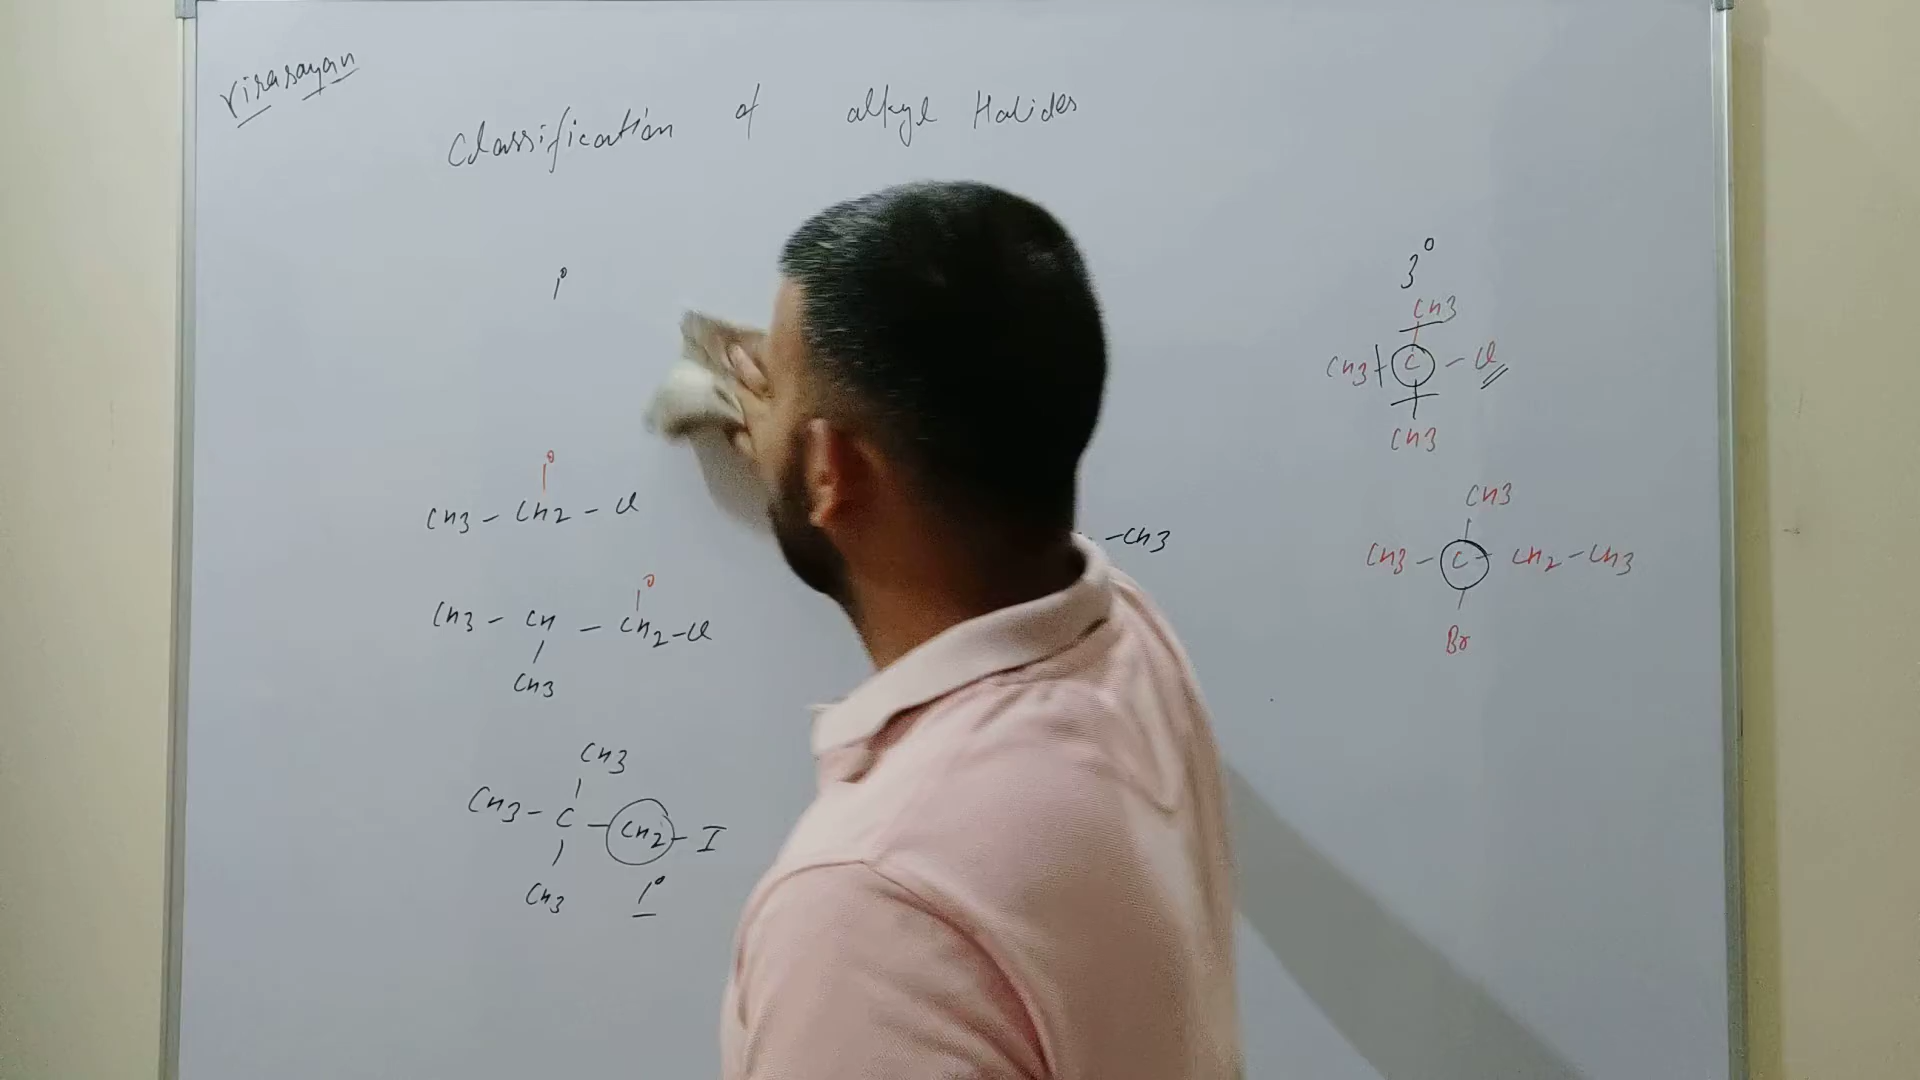 Virasayan
Classification of alkyl Halides
1°
1°
CH3 - CH2 - Cl
1°
CH3 - CH - CH2-Cl
CH3
CH3
CH3 - C - CH2 - I
CH3 1°
-CH3
3°
CH3
CH3 - C - Cl
CH3
CH3
CH3 - C - CH2 - CH3
Br